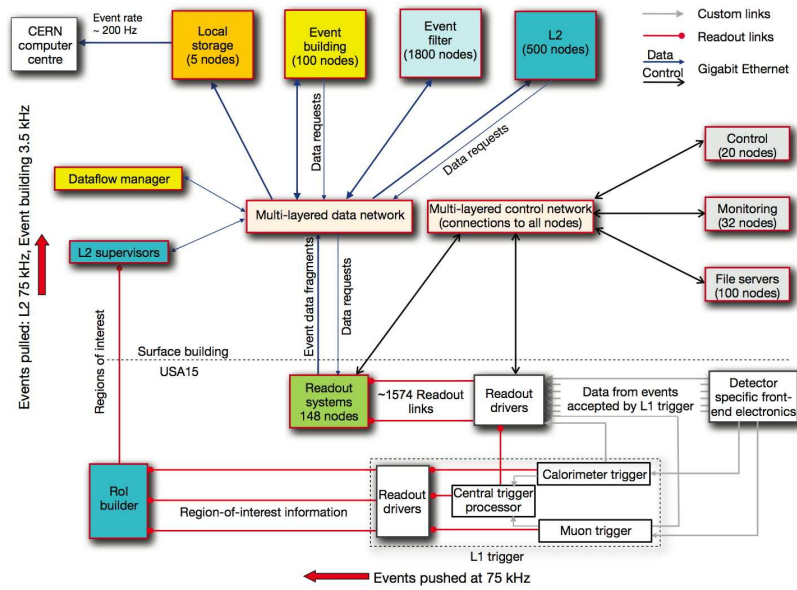 CERN
computer
centre
Event rate
~ 200 Hz
Local
storage
(5 nodes)
Event
building
(100 nodes)
Event
filter
(1800 nodes)
L2
(500 nodes)
Custom links
Readout links
Data
Control
Gigabit Ethernet
Data requests
Data requests
Control
(20 nodes)
Dataflow manager
Multi-layered data network
Multi-layered control network
(connections to all nodes)
Monitoring
(32 nodes)
L2 supervisors
File servers
(100 nodes)
Events pulled: L2 75 kHz, Event building 3.5 kHz
Regions of interest
Event data fragments
Data requests
Surface building
USA15
Readout
systems
148 nodes
~1574 Readout
links
Readout
drivers
Data from events
accepted by L1 trigger
Detector
specific front-
end electronics
RoI
builder
Region-of-interest information
Readout
drivers
Calorimeter trigger
Central trigger
processor
Muon trigger
L1 trigger
Events pushed at 75 kHz